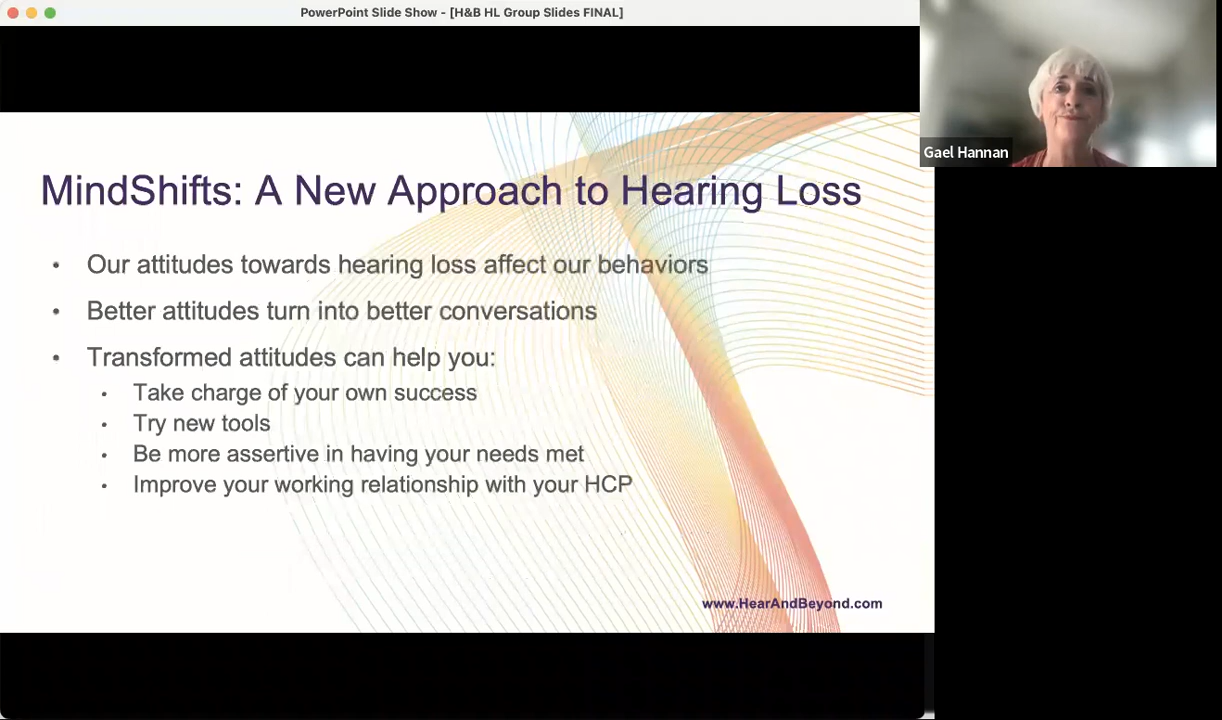 PowerPoint Slide Show - [H&B HL Group Slides FINAL]
Gael Hannan
MindShifts: A New Approach to Hearing Loss
• Our attitudes towards hearing loss affect our behaviors
• Better attitudes turn into better conversations
• Transformed attitudes can help you:
• Take charge of your own success
• Try new tools
• Be more assertive in having your needs met
• Improve your working relationship with your HCP
www.HearAndBeyond.com